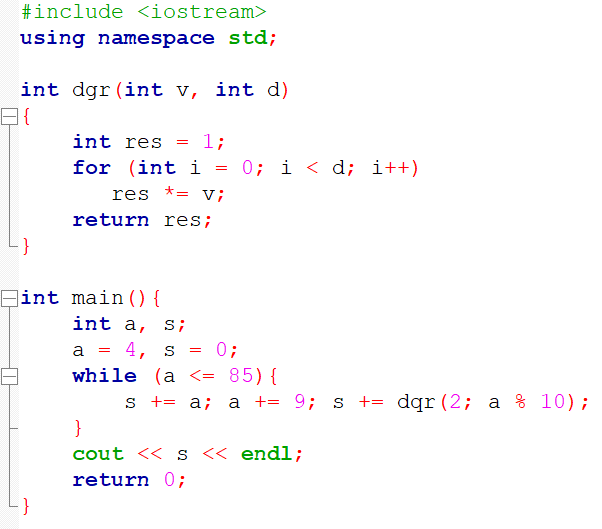 #include <iostream>
using namespace std;
int dgr(int v, int d)
{
int res = 1;
for (int i = 0; i < d; i++)
res *= v;
return res;
}
int main(){
int a, s;
a = 4, s = 0;
while (a <= 85){
s += a; a += 9; s += dqr(2; a % 10);
}
cout << s << endl;
return 0;
}